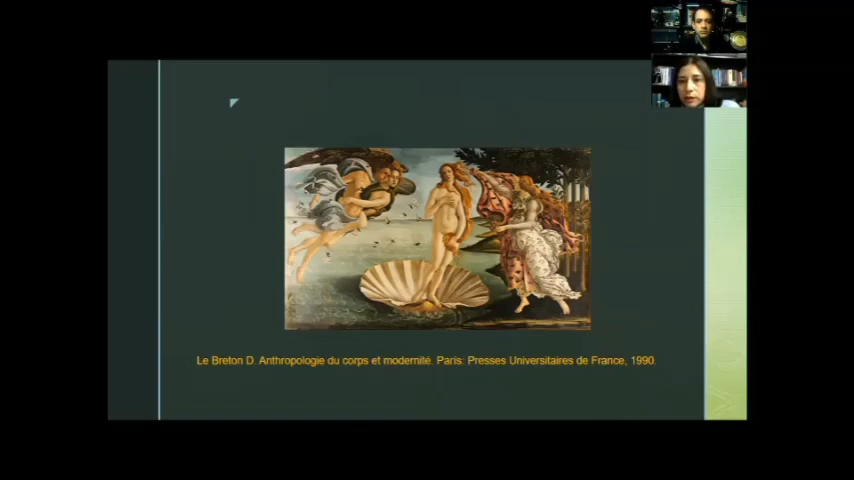 Le Breton D. Anthropologie du corps et modernité. Paris: Presses Universitaires de France, 1990.